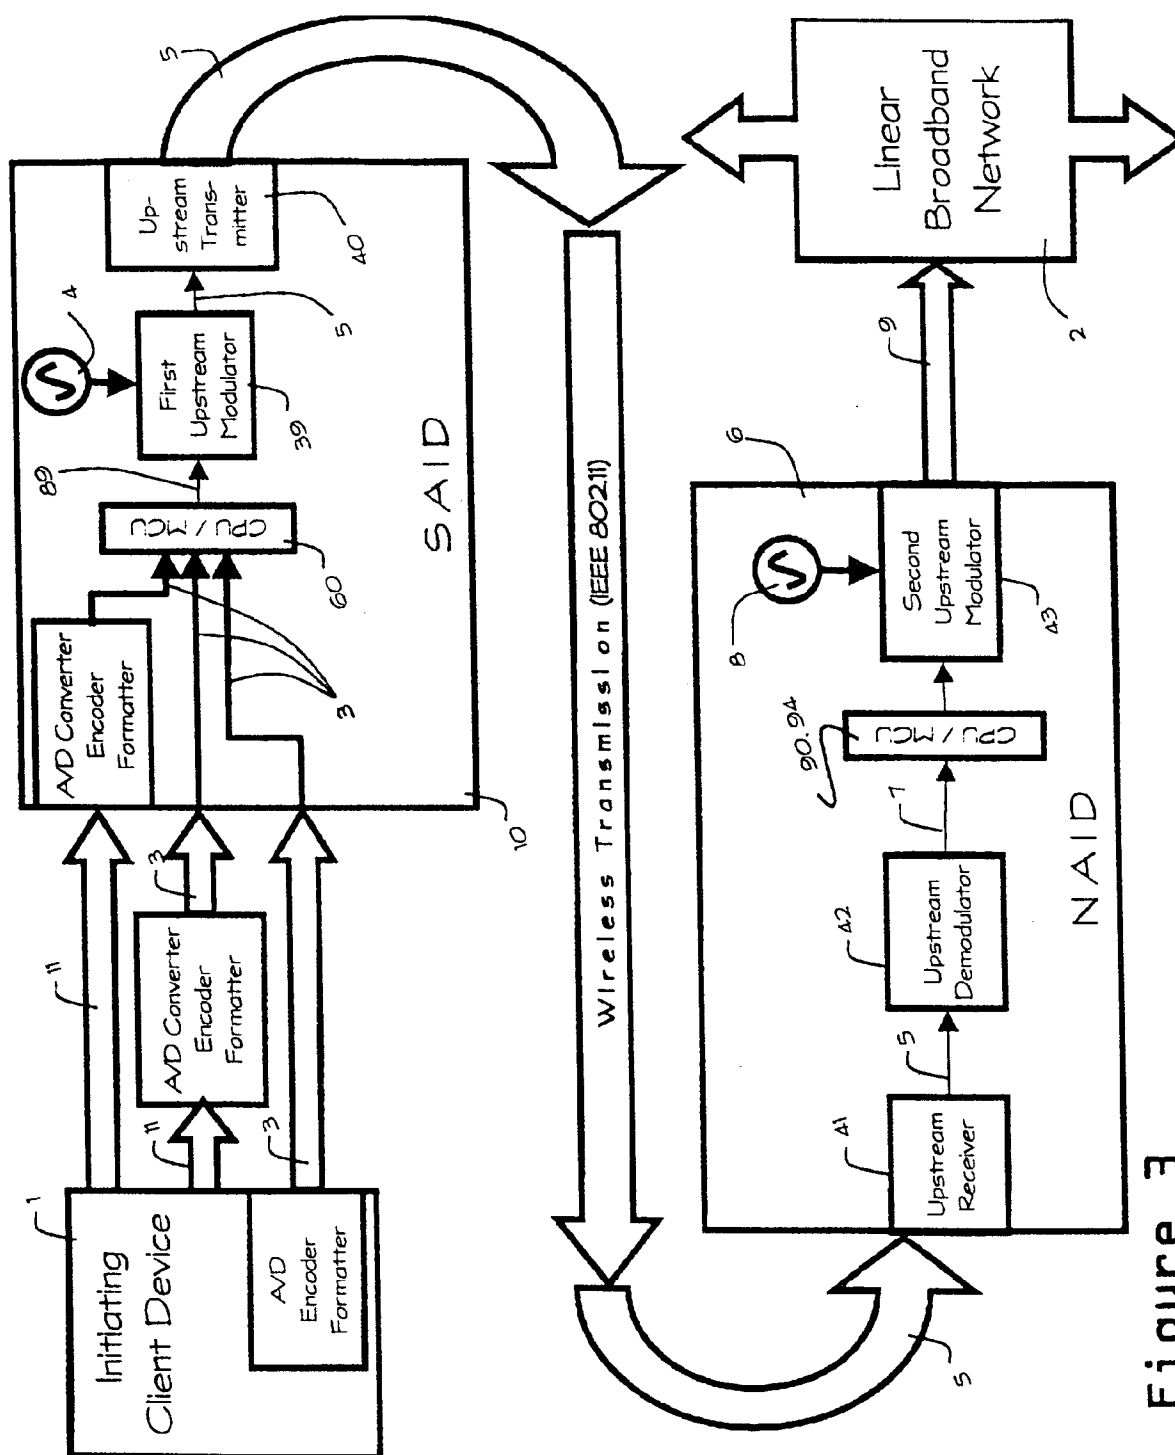 1
Initiating
Client Device
A/D
Encoder
Formatter
11
11
3
A/D Converter
Encoder
Formatter
3
10
A/D Converter
Encoder
Formatter
3
CPU / MCU
60
89
4
First
Upstream
Modulator
39
5
Up-
stream
Trans-
mitter
40
SAID
5
Wireless Transmission (IEEE 802.11)
5
41
Upstream
Receiver
5
42
Upstream
Demodulator
7
90.94
CPU / MCU
8
6
Second
Upstream
Modulator
43
NAID
9
Linear
Broadband
Network
2
Figure 3